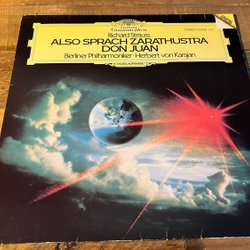 Richard Strauss
ALSO SPRACH ZARATHUSTRA
DON JUAN
Berliner Philharmoniker · Herbert von Karajan